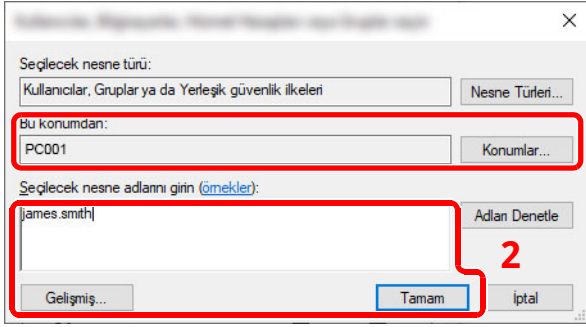 Seçilecek nesne türü:
Kullanıcılar, Gruplar ya da Yerleşik güvenlik ilkeleri
Nesne Türleri...
Bu konumdan:
PC001
Konumlar...
Seçilecek nesne adlarını girin (örnekler):
james.smith
Adları Denetle
2
Gelişmiş...
Tamam
İptal